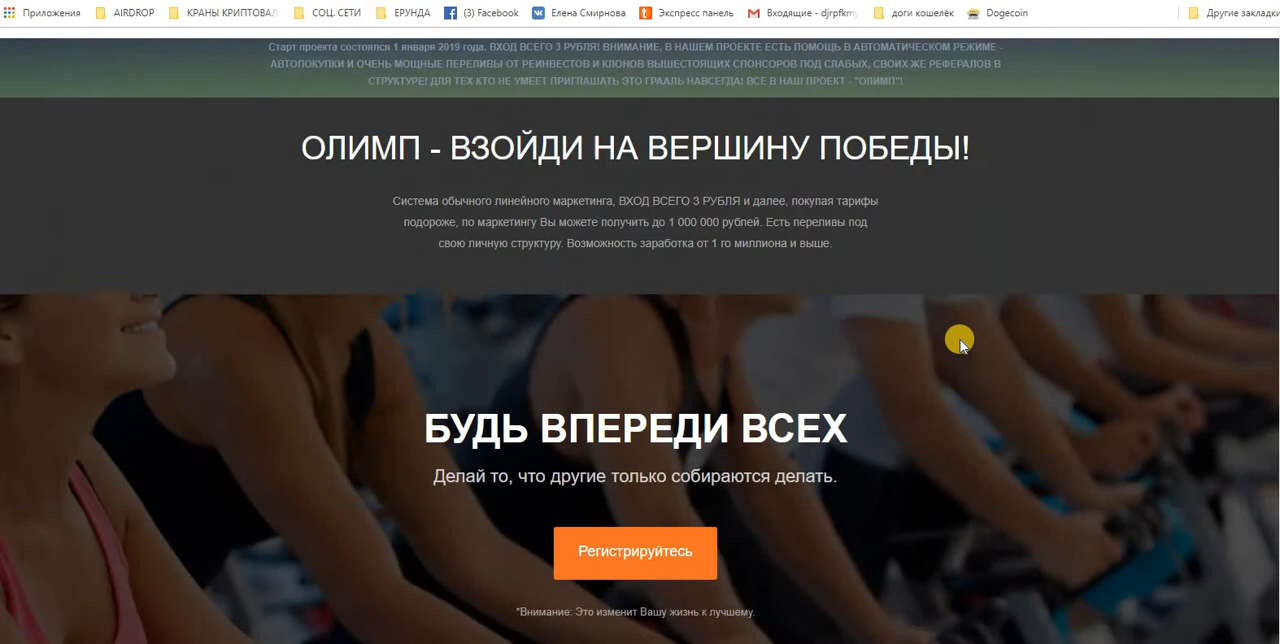 Приложения AIRDROP КРАНЫ КРИПТОВАЛ СОЦ. СЕТИ ЕРУНДА (3) Facebook Елена Смирнова Экспресс панель Входящие - djrpfkmy доги кошелёк Dogecoin Другие закладки
Старт проекта состоялся 1 января 2019 года. ВХОД ВСЕГО 3 РУБЛЯ! ВНИМАНИЕ, В НАШЕМ ПРОЕКТЕ ЕСТЬ ПОМОЩЬ В АВТОМАТИЧЕСКОМ РЕЖИМЕ -
АВТОПОКУПКИ И ОЧЕНЬ МОЩНЫЕ ПЕРЕЛИВЫ ОТ РЕИНВЕСТОВ И КЛОНОВ ВЫШЕСТОЯЩИХ СПОНСОРОВ ПОД СЛАБЫХ, СВОИХ ЖЕ РЕФЕРАЛОВ В
СТРУКТУРЕ! ДЛЯ ТЕХ КТО НЕ УМЕЕТ ПРИГЛАШАТЬ ЭТО ГРААЛЬ НАВСЕГДА! ВСЕ В НАШ ПРОЕКТ - "ОЛИМП"!
ОЛИМП - ВЗОЙДИ НА ВЕРШИНУ ПОБЕДЫ!
Система обычного линейного маркетинга, ВХОД ВСЕГО 3 РУБЛЯ и далее, покупая тарифы
подороже, по маркетингу Вы можете получить до 1 000 000 рублей. Есть переливы под
свою личную структуру. Возможность заработка от 1 го миллиона и выше.
БУДЬ ВПЕРЕДИ ВСЕХ
Делай то, что другие только собираются делать.
Регистрируйтесь
*Внимание: Это изменит Вашу жизнь к лучшему.